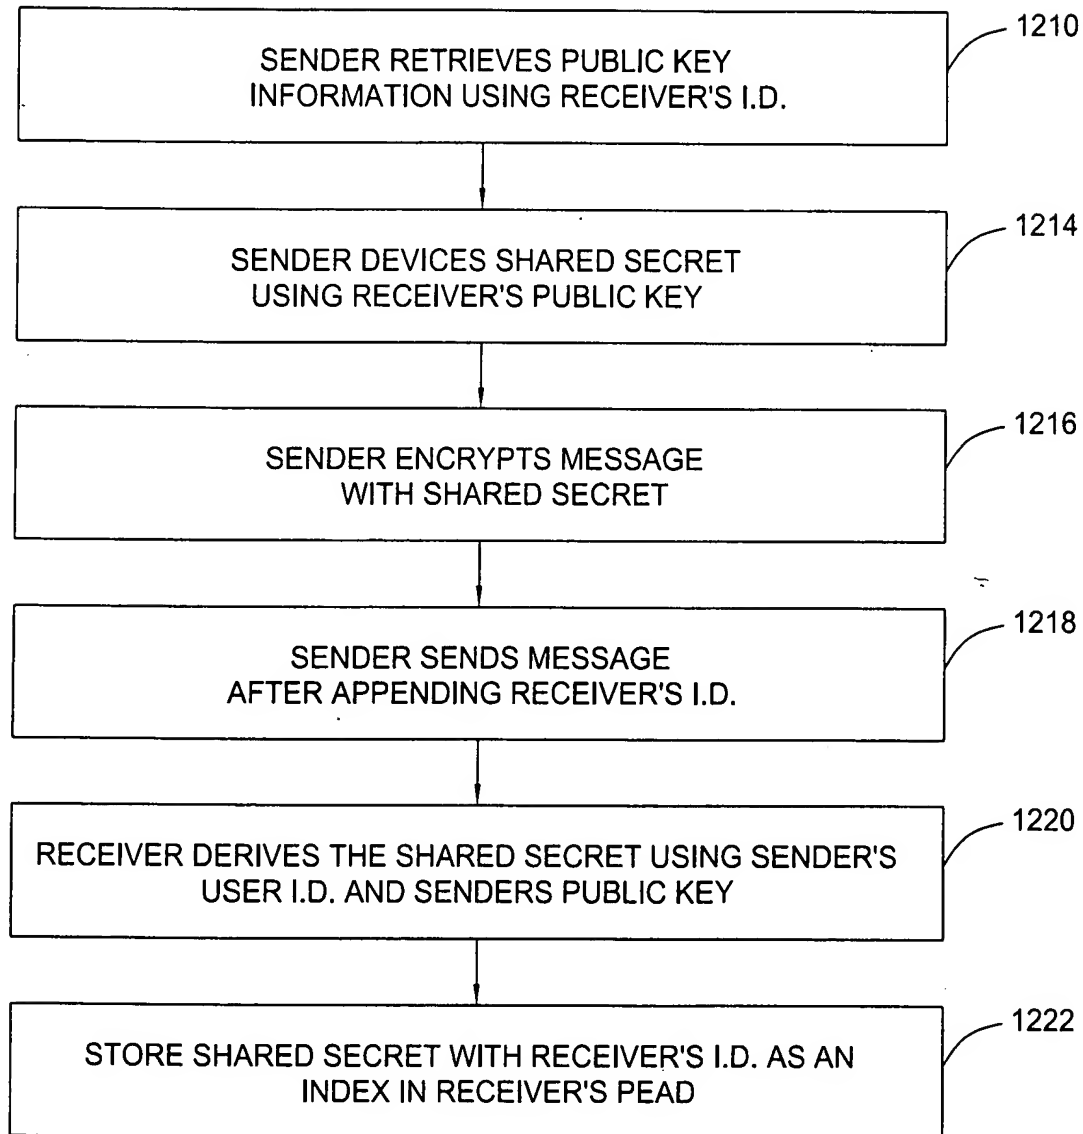 SENDER RETRIEVES PUBLIC KEY
INFORMATION USING RECEIVER'S I.D.
1210
SENDER DEVICES SHARED SECRET
USING RECEIVER'S PUBLIC KEY
1214
SENDER ENCRYPTS MESSAGE
WITH SHARED SECRET
1216
SENDER SENDS MESSAGE
AFTER APPENDING RECEIVER'S I.D.
1218
RECEIVER DERIVES THE SHARED SECRET USING SENDER'S
USER I.D. AND SENDERS PUBLIC KEY
1220
STORE SHARED SECRET WITH RECEIVER'S I.D. AS AN
INDEX IN RECEIVER'S PEAD
1222